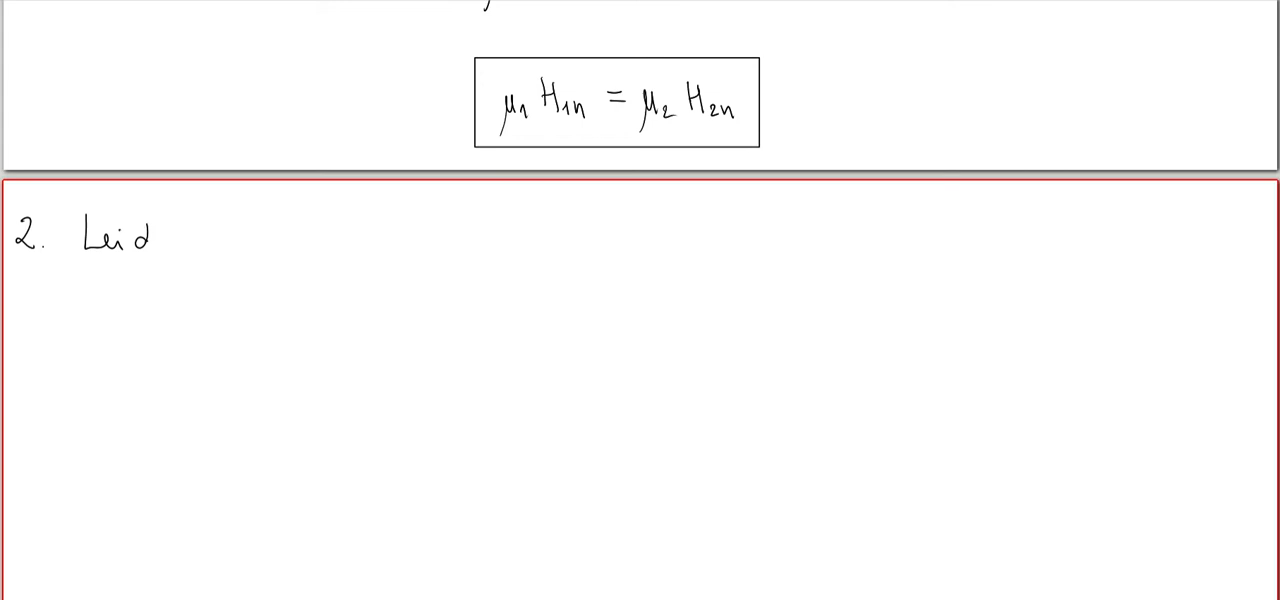 μ₁ H₁ₙ = μ₂ H₂ₙ
2. Leid